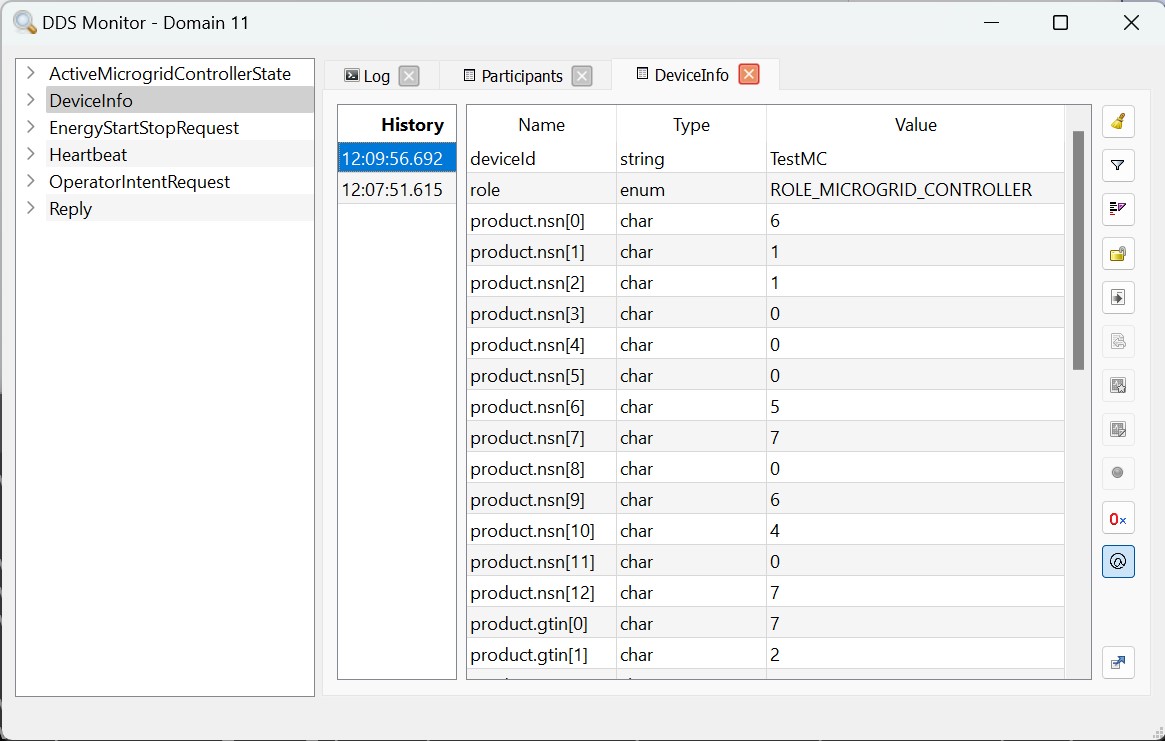 DDS Monitor - Domain 11
ActiveMicrogridControllerState
DeviceInfo
EnergyStartStopRequest
Heartbeat
OperatorIntentRequest
Reply
Log Participants DeviceInfo
History
12:09:56.692
12:07:51.615
Name Type Value
deviceId string TestMC
role enum ROLE_MICROGRID_CONTROLLER
product.nsn[0] char 6
product.nsn[1] char 1
product.nsn[2] char 1
product.nsn[3] char 0
product.nsn[4] char 0
product.nsn[5] char 0
product.nsn[6] char 5
product.nsn[7] char 7
product.nsn[8] char 0
product.nsn[9] char 6
product.nsn[10] char 4
product.nsn[11] char 0
product.nsn[12] char 7
product.gtin[0] char 7
product.gtin[1] char 2
0x
@